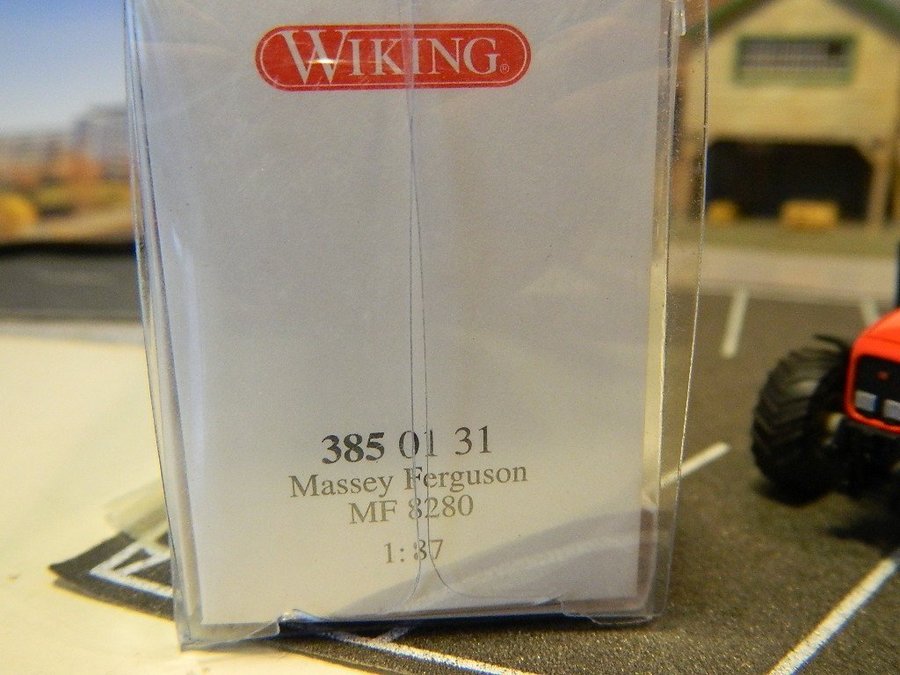 WIKING®
385 01 31
Massey Ferguson
MF 8280
1:87